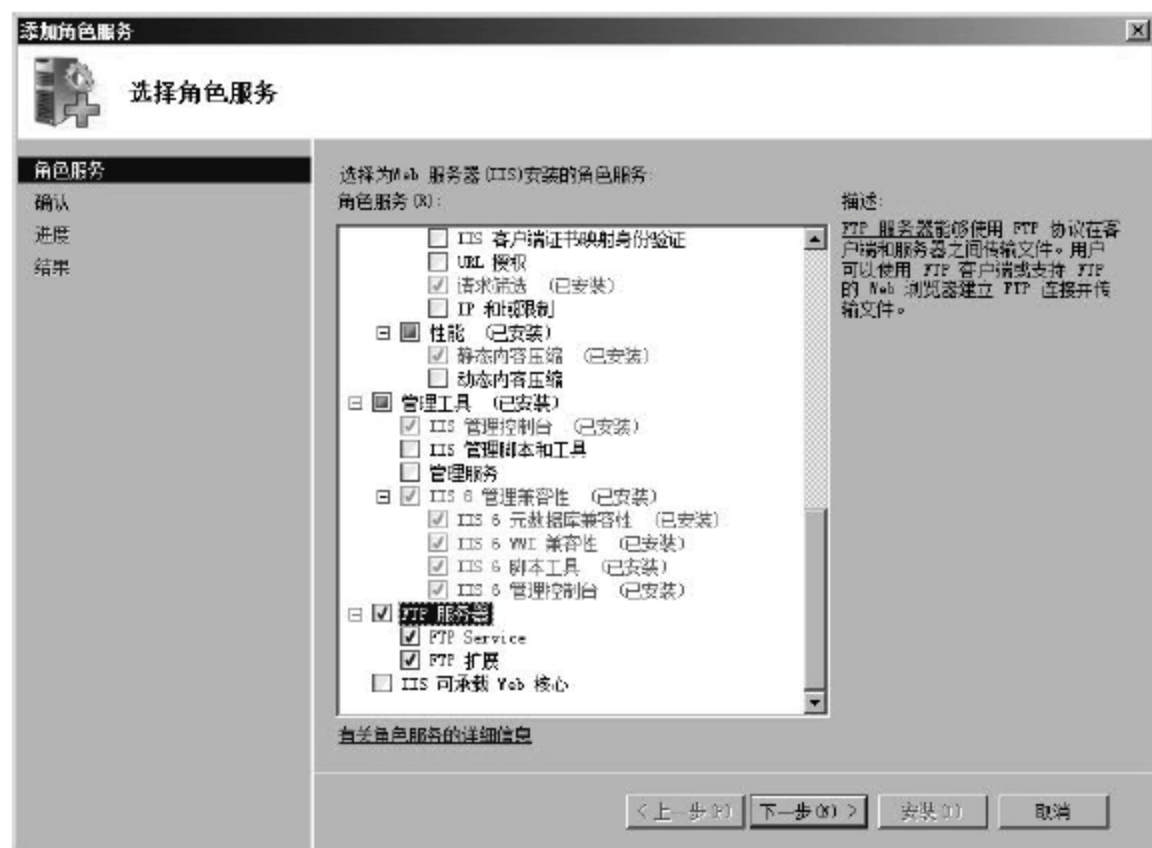 添加角色服务
选择角色服务
角色服务
确认
进度
结果
选择为Web 服务器(IIS)安装的角色服务:
角色服务(R):
IIS 客户端证书映射身份验证
URL 授权
请求筛选 (已安装)
IP 和域限制
性能 (已安装)
静态内容压缩 (已安装)
动态内容压缩
管理工具 (已安装)
IIS 管理控制台 (已安装)
IIS 管理脚本和工具
管理服务
IIS 6 管理兼容性 (已安装)
IIS 6 元数据库兼容性 (已安装)
IIS 6 WMI 兼容性 (已安装)
IIS 6 脚本工具 (已安装)
IIS 6 管理控制台 (已安装)
FTP 服务器
FTP Service
FTP 扩展
IIS 可承载 Web 核心
有关角色服务的详细信息
描述:
FTP 服务器能够使用 FTP 协议在客
户端和服务器之间传输文件。用户
可以使用 FTP 客户端或支持 FTP
的 Web 浏览器建立 FTP 连接并传
输文件。
< 上一步(P)
下一步(N) >
安装(I)
取消